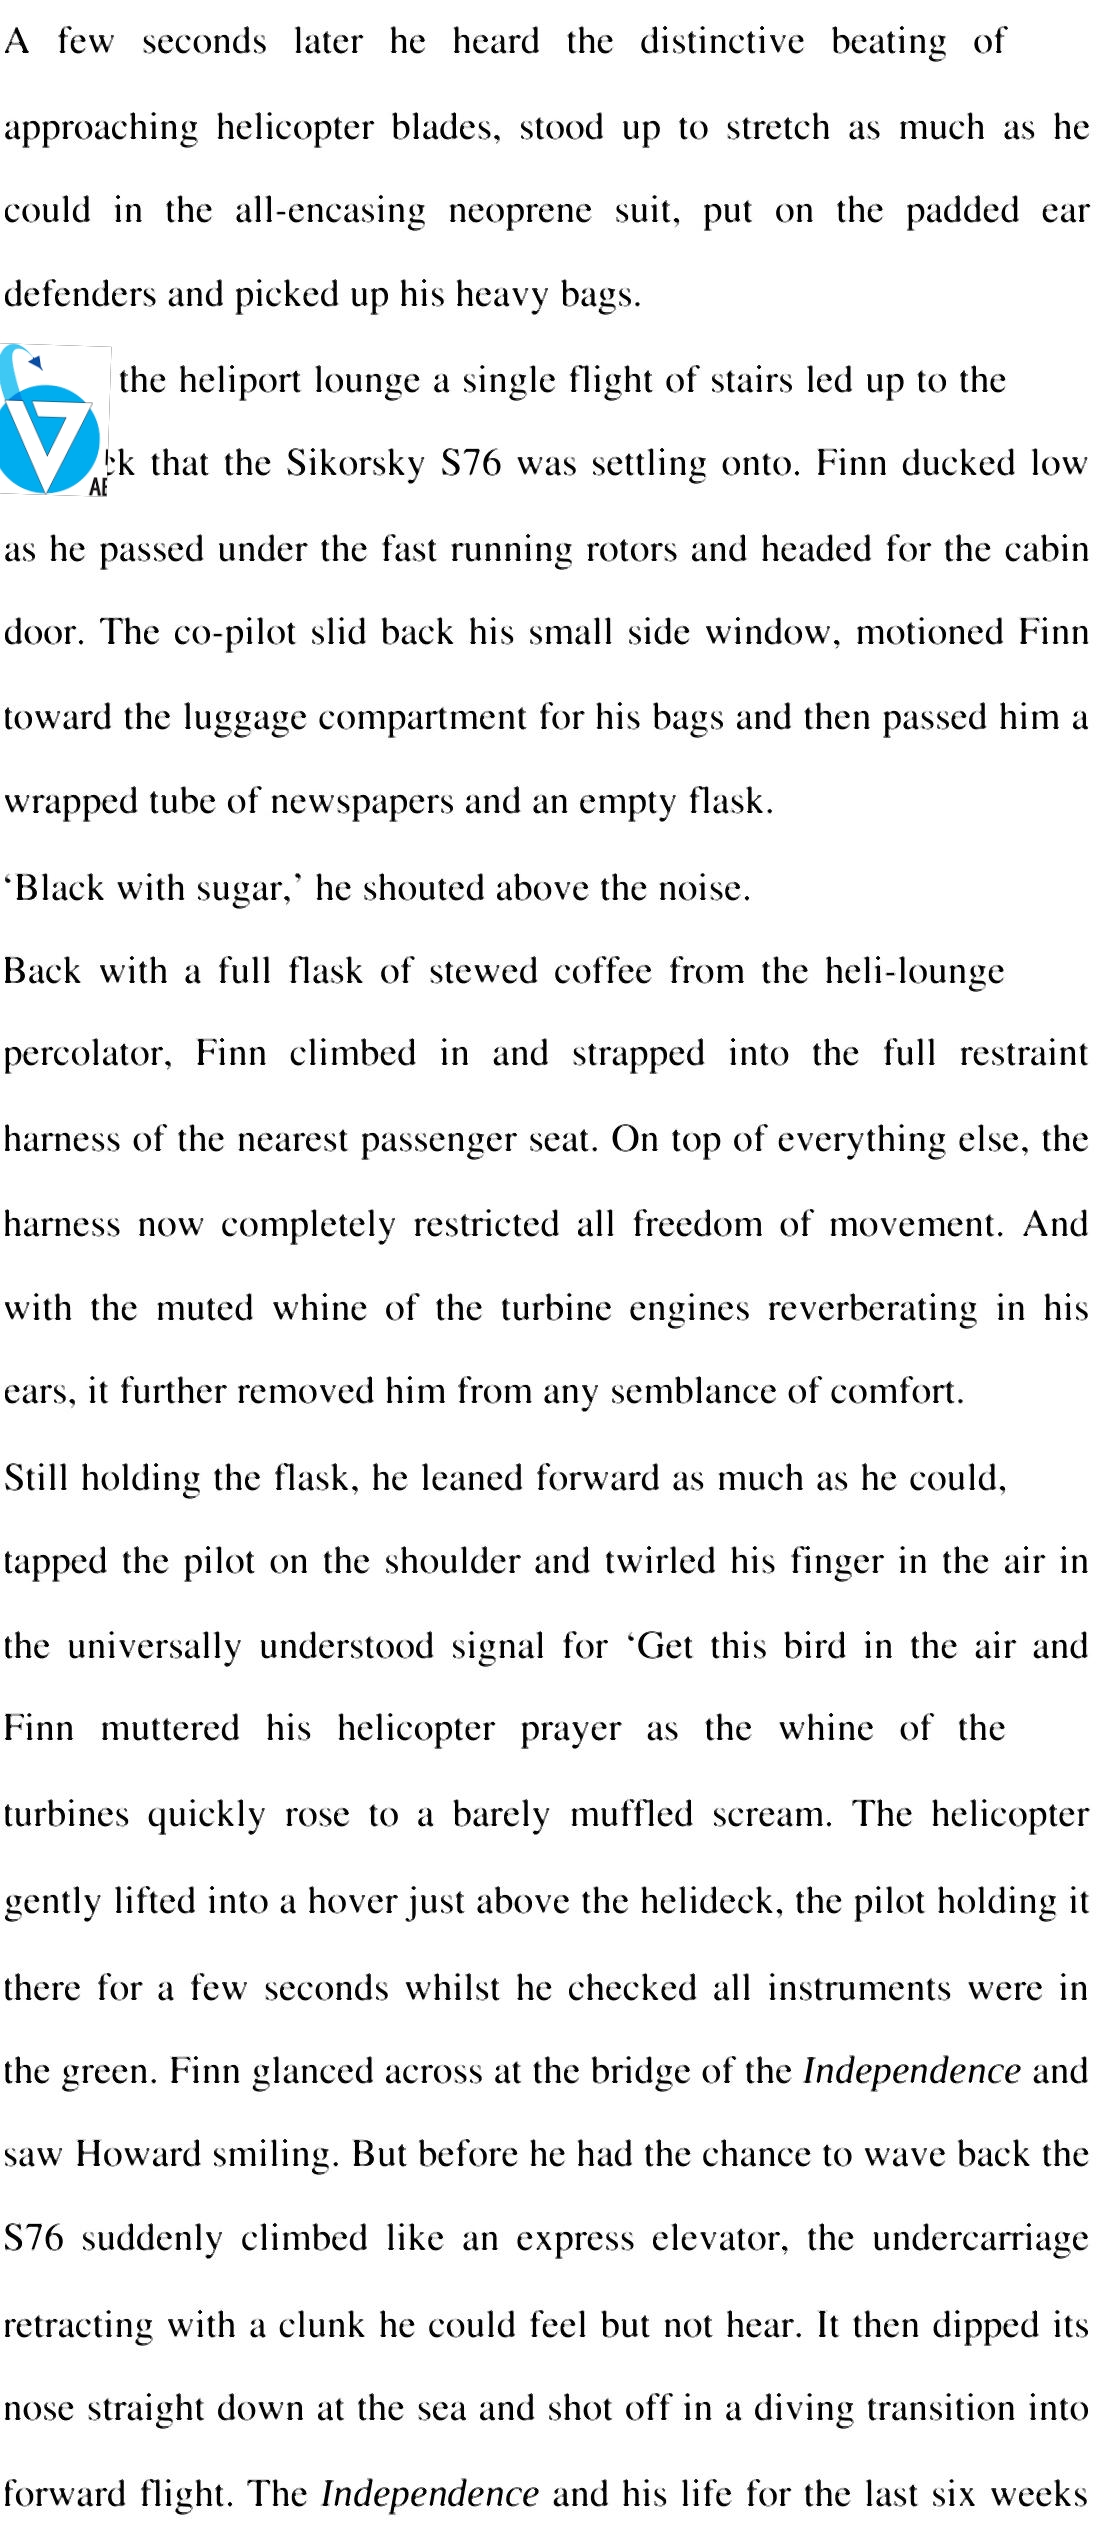 A few seconds later he heard the distinctive beating of
approaching helicopter blades, stood up to stretch as much as he
could in the all-encasing neoprene suit, put on the padded ear
defenders and picked up his heavy bags.
the heliport lounge a single flight of stairs led up to the
that the Sikorsky S76 was settling onto. Finn ducked low
as he passed under the fast running rotors and headed for the cabin
door. The co-pilot slid back his small side window, motioned Finn
toward the luggage compartment for his bags and then passed him a
wrapped tube of newspapers and an empty flask.
‘Black with sugar,’ he shouted above the noise.
Back with a full flask of stewed coffee from the heli-lounge
percolator, Finn climbed in and strapped into the full restraint
harness of the nearest passenger seat. On top of everything else, the
harness now completely restricted all freedom of movement. And
with the muted whine of the turbine engines reverberating in his
ears, it further removed him from any semblance of comfort.
Still holding the flask, he leaned forward as much as he could,
tapped the pilot on the shoulder and twirled his finger in the air in
the universally understood signal for ‘Get this bird in the air and
Finn muttered his helicopter prayer as the whine of the
turbines quickly rose to a barely muffled scream. The helicopter
gently lifted into a hover just above the helideck, the pilot holding it
there for a few seconds whilst he checked all instruments were in
the green. Finn glanced across at the bridge of the Independence and
saw Howard smiling. But before he had the chance to wave back the
S76 suddenly climbed like an express elevator, the undercarriage
retracting with a clunk he could feel but not hear. It then dipped its
nose straight down at the sea and shot off in a diving transition into
forward flight. The Independence and his life for the last six weeks